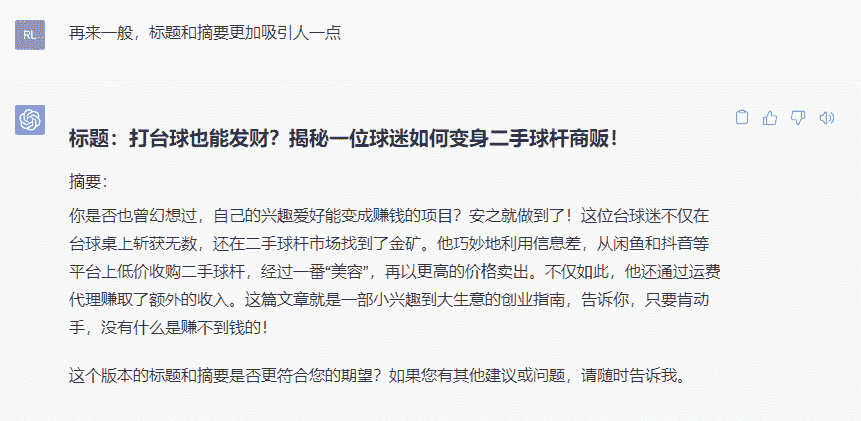 RL
再来一般，标题和摘要更加吸引人一点
标题：打台球也能发财？揭秘一位球迷如何变身二手球杆商贩！
摘要：
你是否也曾幻想过，自己的兴趣爱好能变成赚钱的项目？安之就做到了！这位台球迷不仅在
台球桌上斩获无数，还在二手球杆市场找到了金矿。他巧妙地利用信息差，从闲鱼和抖音等
平台上低价收购二手球杆，经过一番“美容”，再以更高的价格卖出。不仅如此，他还通过运费
代理赚取了额外的收入。这篇文章就是一部小兴趣到大生意的创业指南，告诉你，只要肯动
手，没有什么是赚不到钱的！
这个版本的标题和摘要是否更符合您的期望？如果您有其他建议或问题，请随时告诉我。